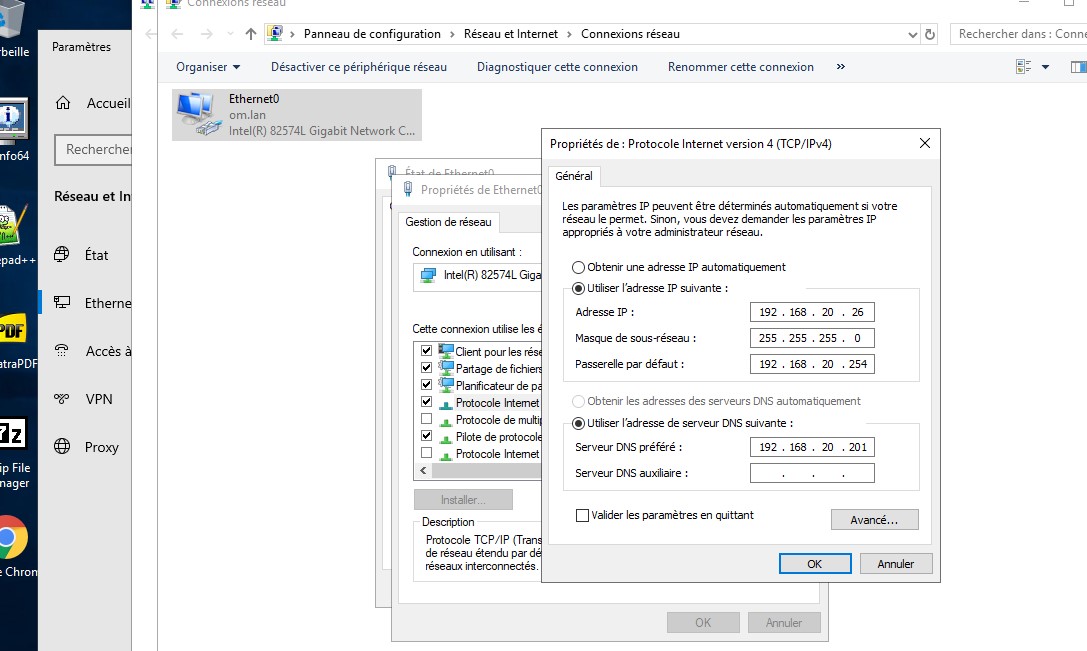 Connexions réseau
Panneau de configuration > Réseau et Internet > Connexions réseau
Rechercher dans : Conne
Organiser
Désactiver ce périphérique réseau
Diagnostiquer cette connexion
Renommer cette connexion
»
Paramètres
Accueil
Rechercher
Réseau et In
État
Etherne
Accès à
VPN
Proxy
rbeille
nfo64
epad++
PDF
atraPDF
7z
ip File
nager
e Chrom
Ethernet0
om.lan
Intel(R) 82574L Gigabit Network C...
État de Ethernet0
Propriétés de Ethernet0
Gestion de réseau
Connexion en utilisant :
Intel(R) 82574L Giga
Cette connexion utilise les é
Client pour les rése
Partage de fichiers
Planificateur de pa
Protocole Internet
Protocole de multip
Pilote de protocole
Protocole Internet
Installer...
Description
Protocole TCP/IP (Trans
de réseau étendu par dé
réseaux interconnectés.
OK
Annuler
Propriétés de : Protocole Internet version 4 (TCP/IPv4)
Général
Les paramètres IP peuvent être déterminés automatiquement si votre
réseau le permet. Sinon, vous devez demander les paramètres IP
appropriés à votre administrateur réseau.
Obtenir une adresse IP automatiquement
Utiliser l'adresse IP suivante :
Adresse IP : 192 . 168 . 20 . 26
Masque de sous-réseau : 255 . 255 . 255 . 0
Passerelle par défaut : 192 . 168 . 20 . 254
Obtenir les adresses des serveurs DNS automatiquement
Utiliser l'adresse de serveur DNS suivante :
Serveur DNS préféré : 192 . 168 . 20 . 201
Serveur DNS auxiliaire : . . .
Valider les paramètres en quittant
Avancé...
OK
Annuler